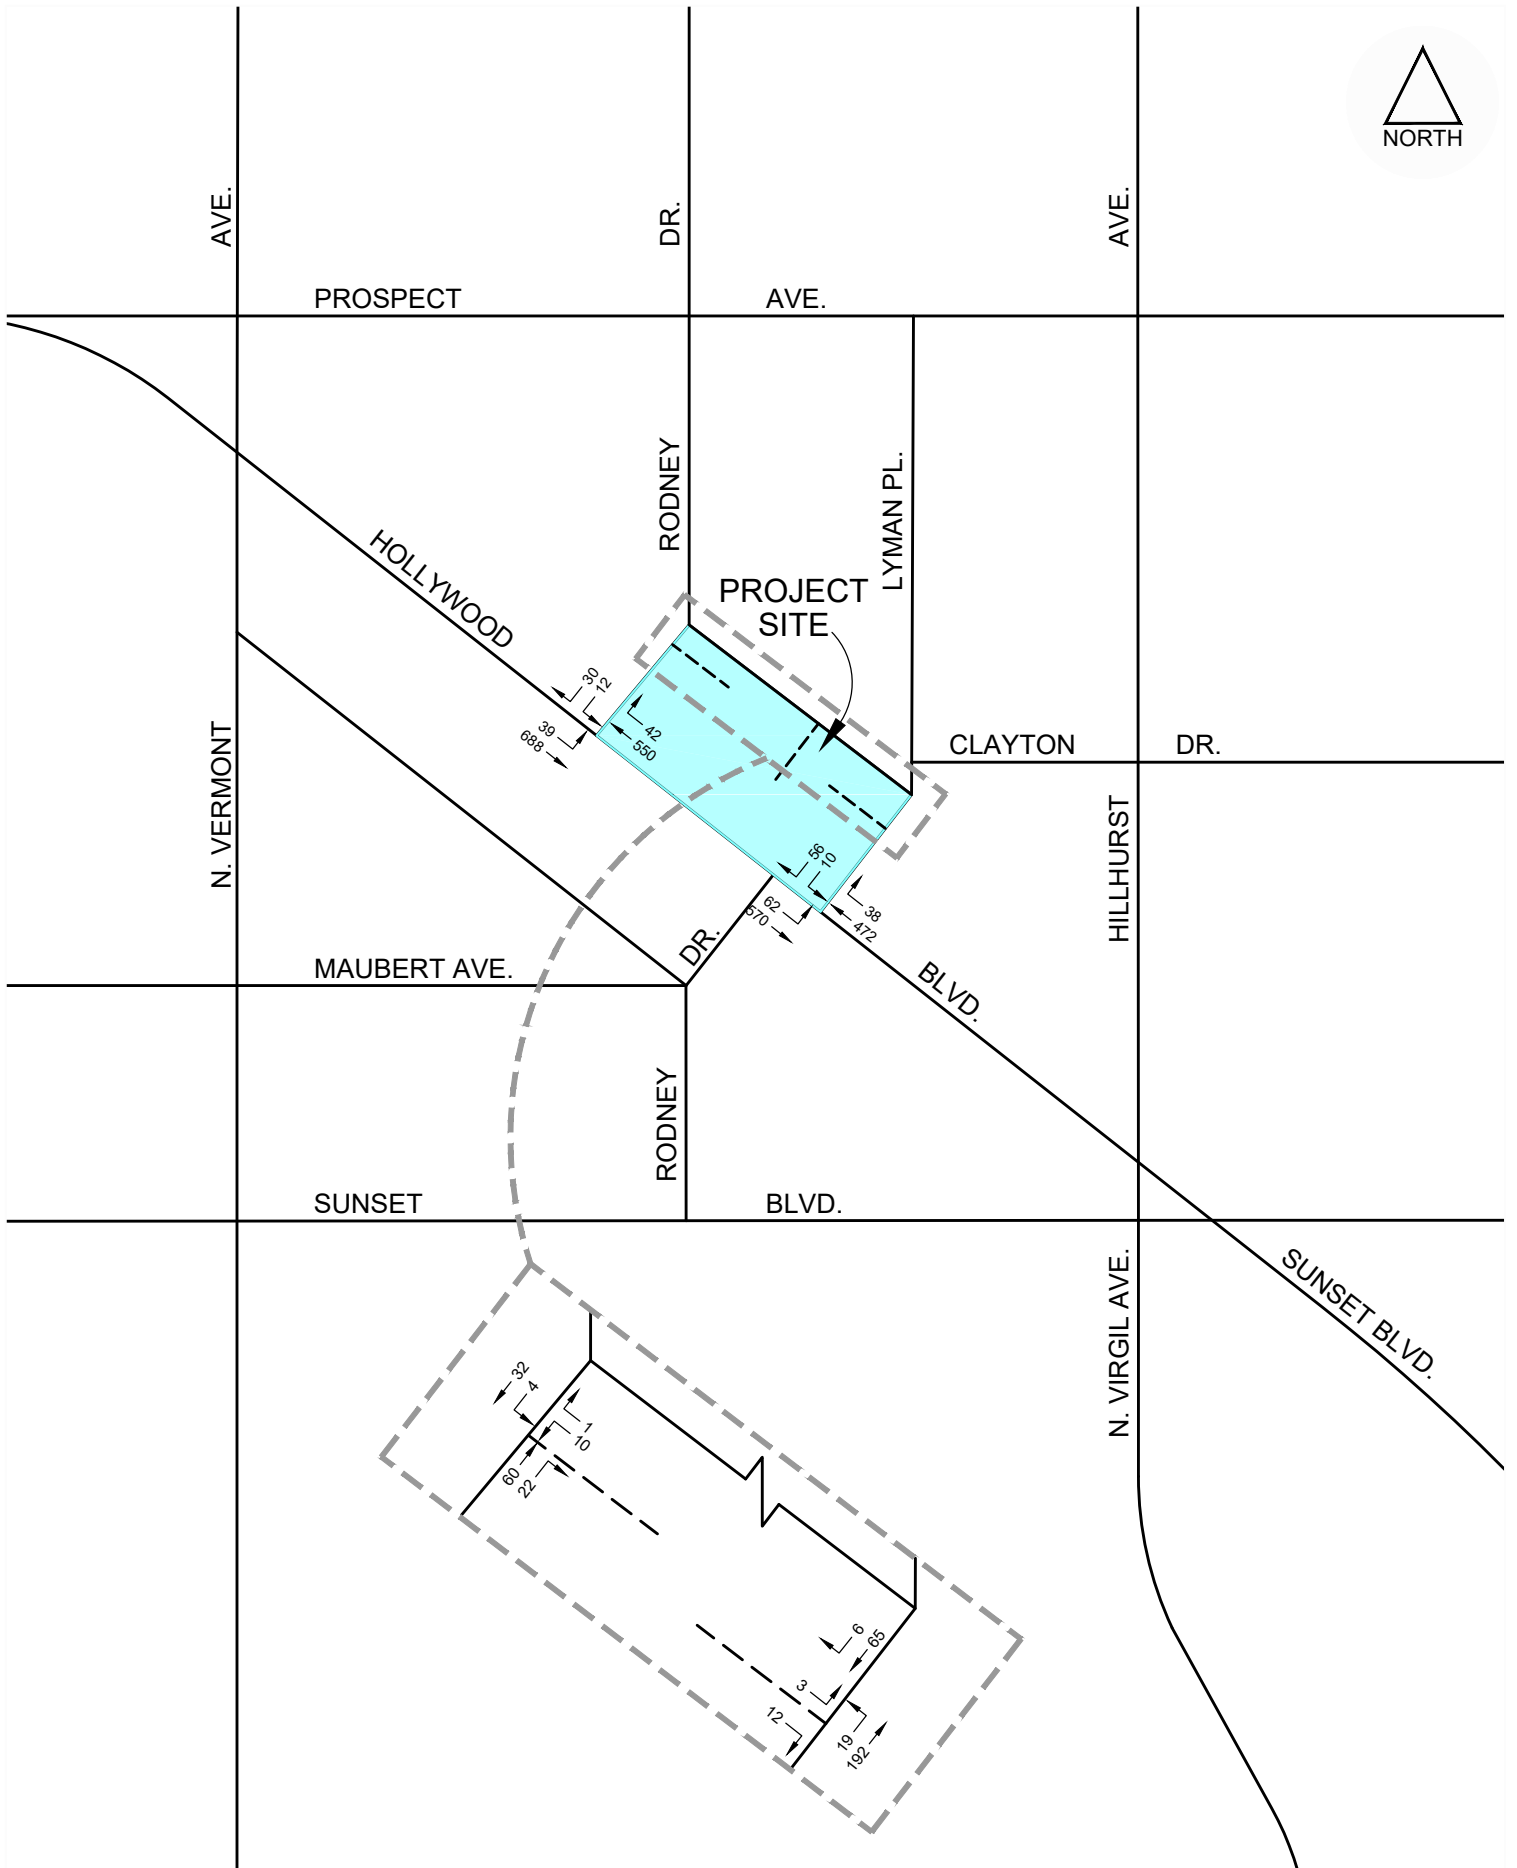 NORTH
AVE.
DR.
AVE.
PROSPECT
AVE.
RODNEY
LYMAN PL.
HOLLYWOOD
PROJECT
SITE
30
12
39
688
42
550
N. VERMONT
CLAYTON
DR.
HILLHURST
56
10
62
570
38
472
DR.
MAUBERT AVE.
BLVD.
RODNEY
SUNSET
BLVD.
N. VIRGIL AVE.
SUNSET BLVD.
32
4
1
10
60
22
6
65
3
12
19
192